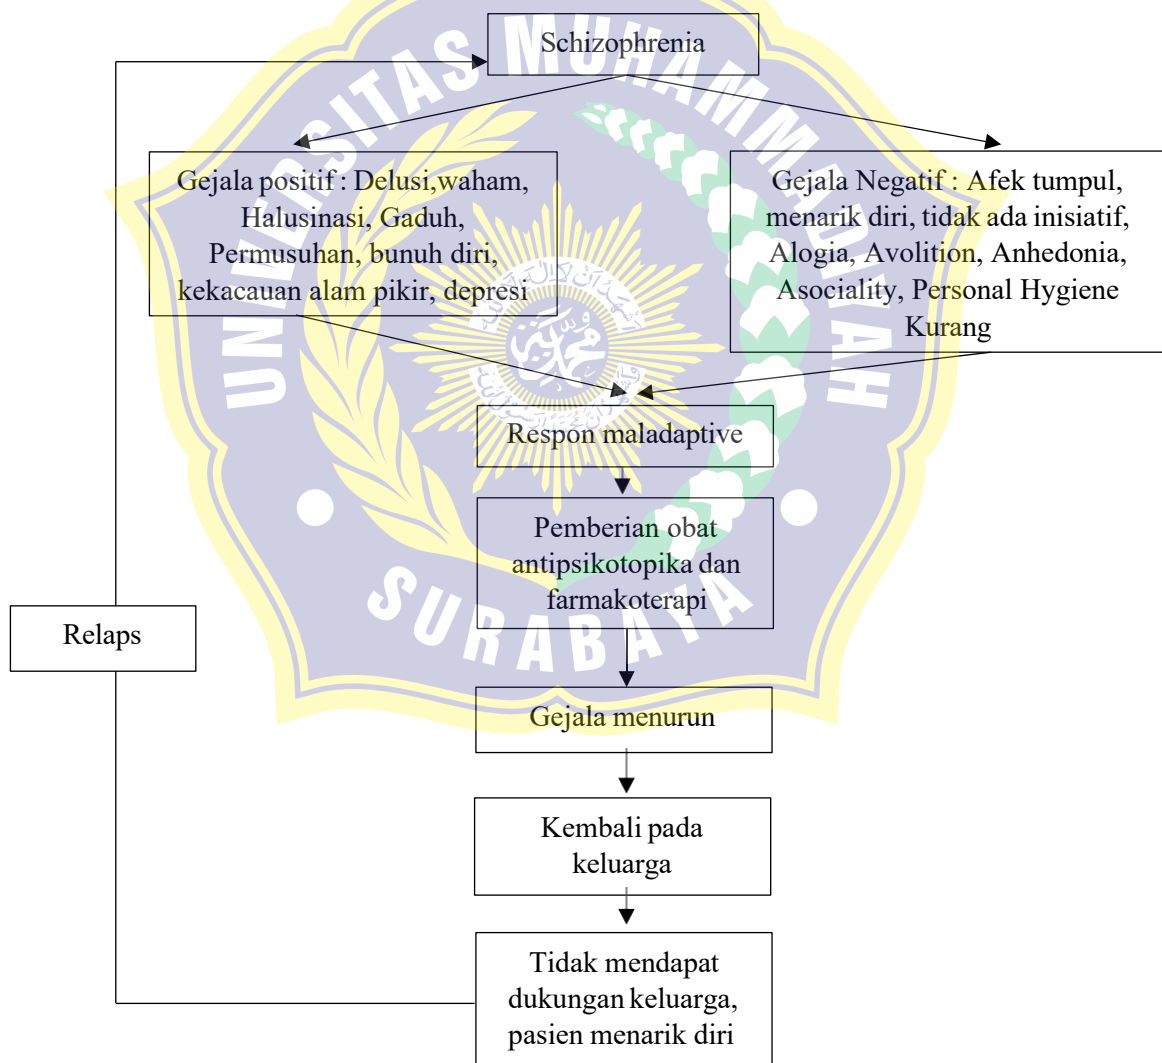 Schizophrenia
Gejala positif : Delusi,waham,
Halusinasi, Gaduh,
Permusuhan, bunuh diri,
kekacauan alam pikir, depresi
Gejala Negatif : Afek tumpul,
menarik diri, tidak ada inisiatif,
Alogia, Avolition, Anhedonia,
Asociality, Personal Hygiene
Kurang
Respon maladaptive
Pemberian obat
antipsikotopika dan
farmakoterapi
Relaps
Gejala menurun
Kembali pada
keluarga
Tidak mendapat
dukungan keluarga,
pasien menarik diri
UNIVERSITAS MUHAMMADIYAH
SURABAYA